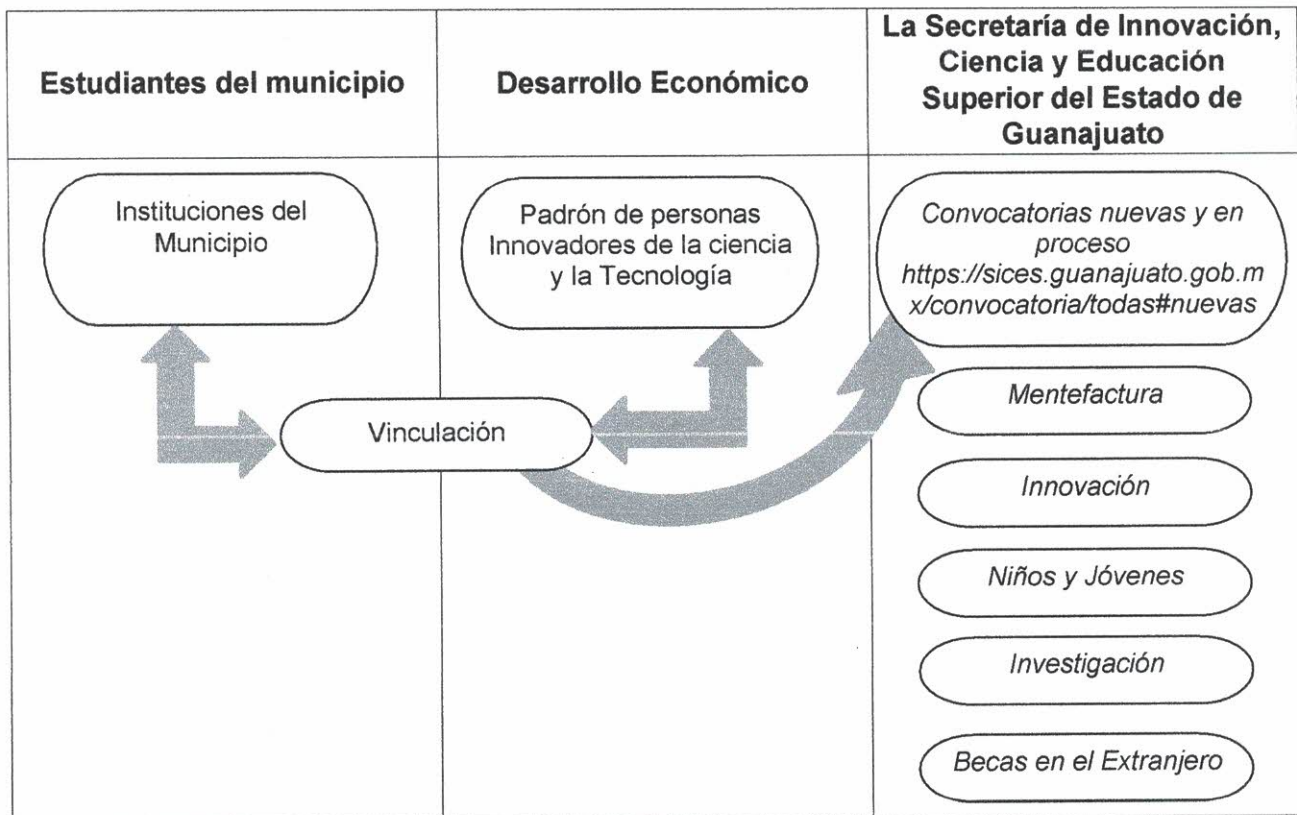 Estudiantes del municipio
Desarrollo Económico
La Secretaría de Innovación,
Ciencia y Educación
Superior del Estado de
Guanajuato
Instituciones del
Municipio
Padrón de personas
Innovadores de la ciencia
y la Tecnología
Convocatorias nuevas y en
proceso
https://sices.guanajuato.gob.m
x/convocatoria/todas#nuevas
Vinculación
Mentefactura
Innovación
Niños y Jóvenes
Investigación
Becas en el Extranjero